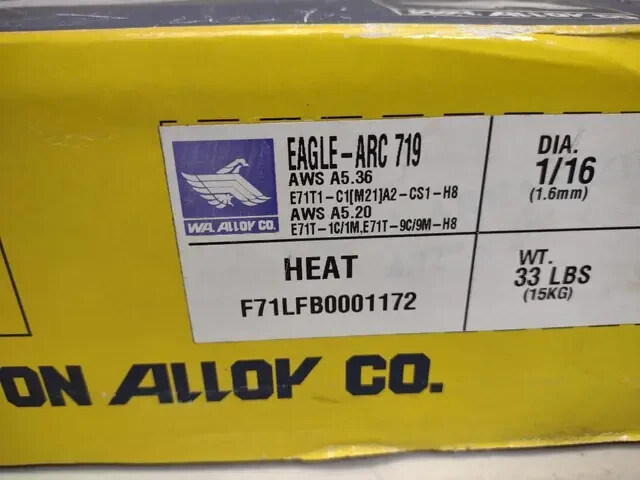 ALLOY
EAGLE-ARC 719
AWS A5.36
E71T1-C1[M21]A2-CS1-H8
AWS A5.20
E71T-1C/1M,E71T-9C/9M-H8
WA. ALLOY CO.
DIA.
1/16
(1.6mm)
HEAT
F71LFB0001172
WT.
33 LBS
(15KG)
ON ALLOY CO.